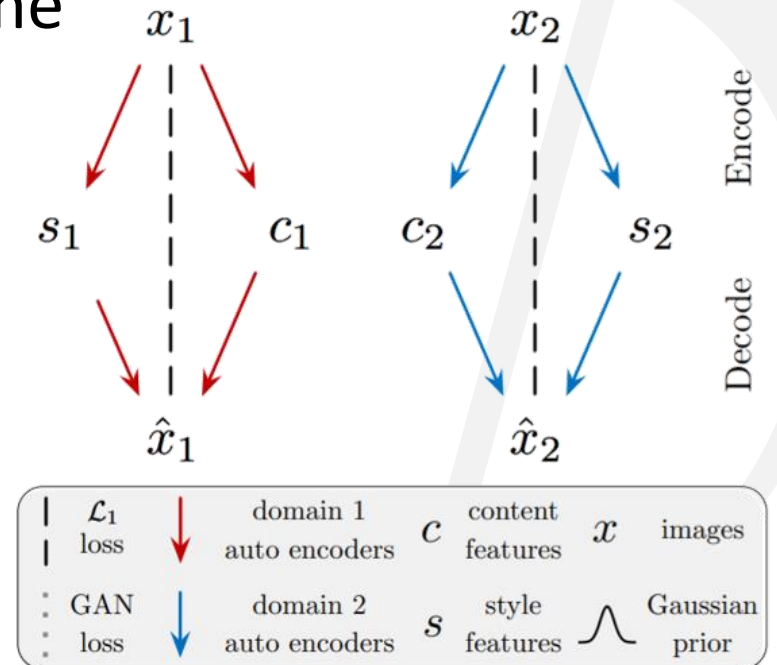 x₁ x₂
Encode
s₁ c₁ c₂ s₂
Decode
x̂₁ x̂₂
ℒ₁ loss
domain 1 auto encoders
c content features
x images
GAN loss
domain 2 auto encoders
s style features
Gaussian prior